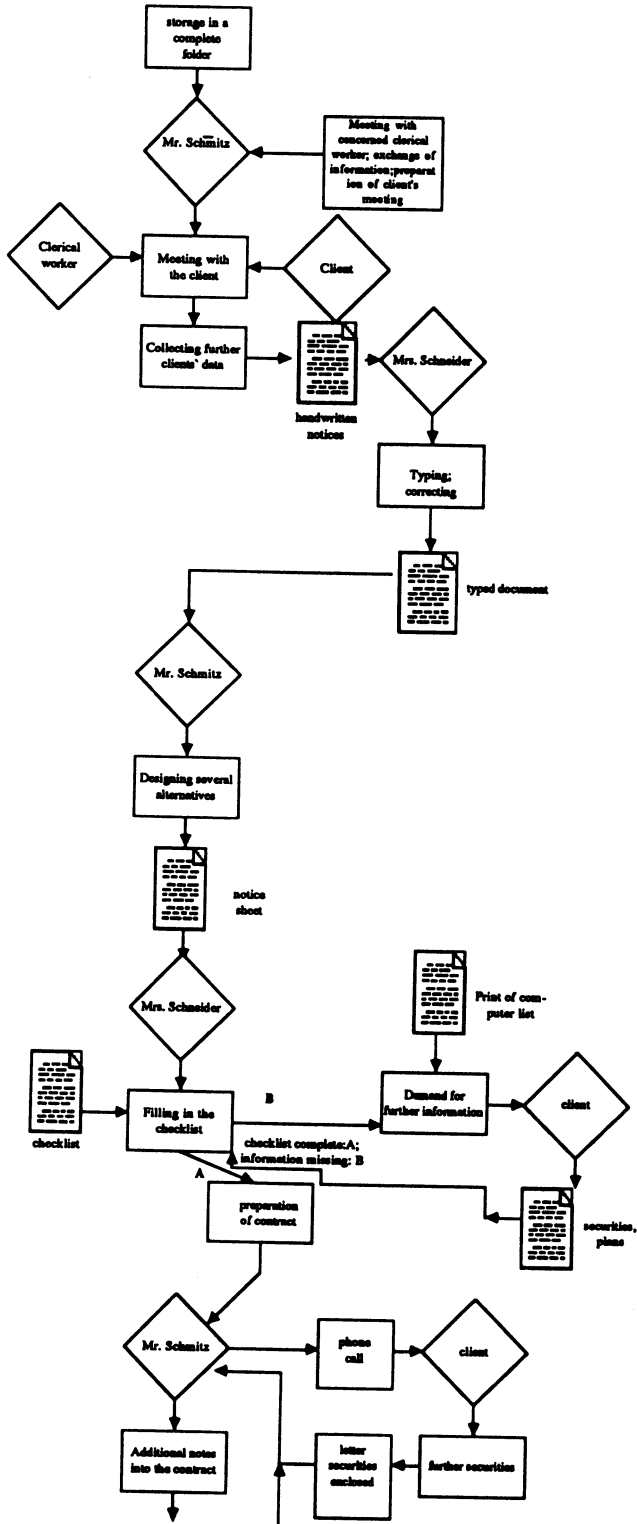 storage in a
complete
folder
Mr. Schmitz
Meeting with
concerned clerical
worker; exchange of
information;preparat
ion of client's
meeting
Clerical
worker
Meeting with
the client
Client
Collecting further
clients` data
Mrs. Schneider
handwritten
notices
Typing;
correcting
typed document
Mr. Schmitz
Designing several
alternatives
notice
sheet
Mrs. Schneider
Print of com-
puter list
checklist
Filling in the
checklist
B
Demand for
further information
client
checklist complete:A;
information missing: B
A
preparation
of contract
securities,
plans
Mr. Schmitz
phone
call
client
Additional notes
into the contract
letter
securities
enclosed
further securities